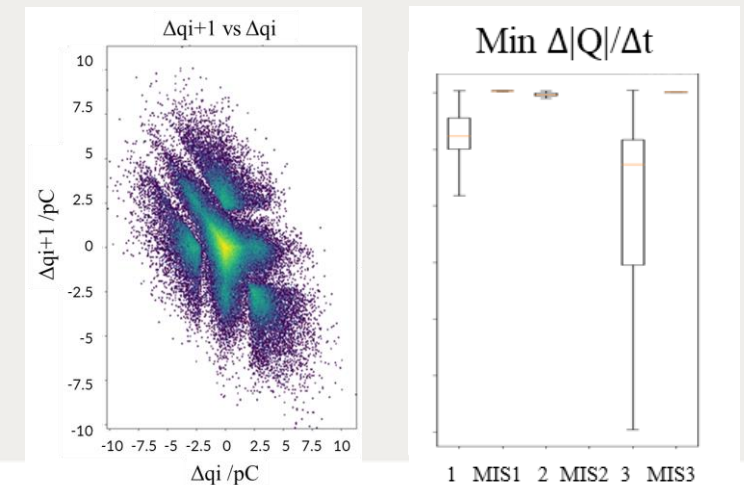 Δqi+1 vs Δqi
10
7.5
5
2.5
0
-2.5
-5
-7.5
-10
Δqi+1 /pC
-10 -7.5 -5 -2.5 0 2.5 5 7.5 10
Δqi /pC
Min Δ|Q|/Δt
1 MIS1 2 MIS2 3 MIS3